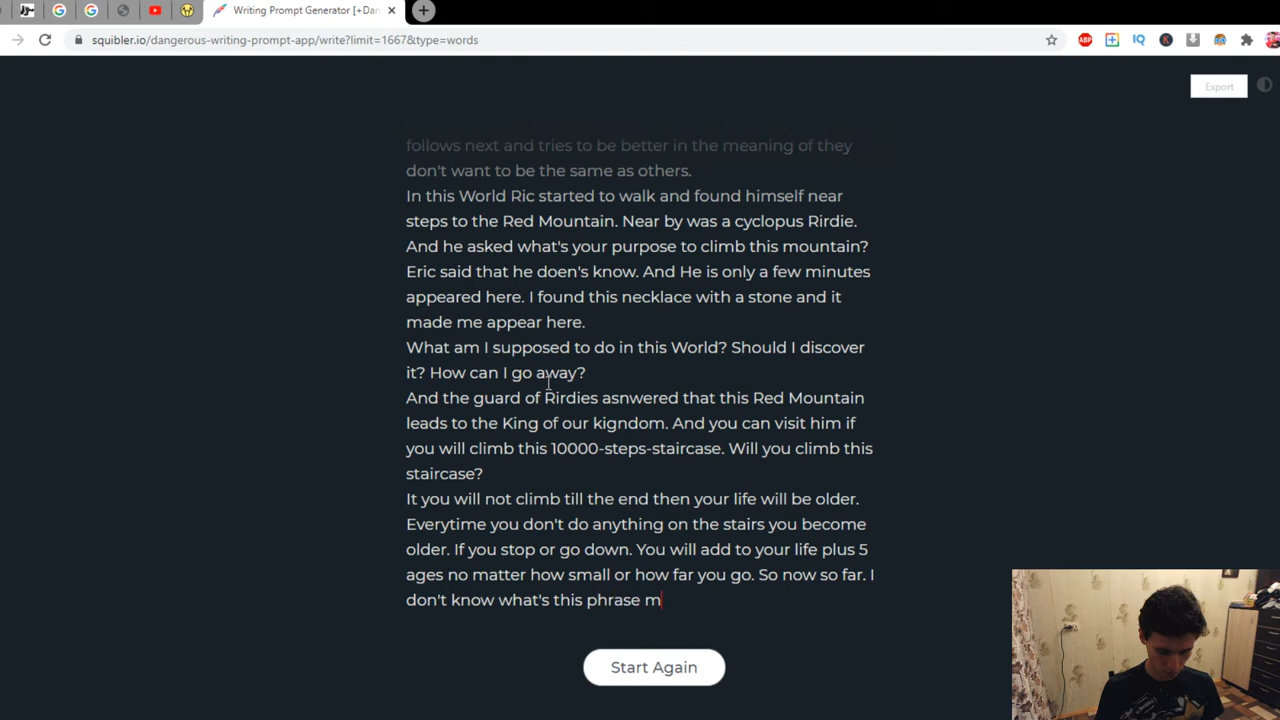 Writing Prompt Generator [+Dan
squibler.io/dangerous-writing-prompt-app/write?limit=1667&type=words
ABP
IQ
K
Export
follows next and tries to be better in the meaning of they
don't want to be the same as others.
In this World Ric started to walk and found himself near
steps to the Red Mountain. Near by was a cyclopus Rirdie.
And he asked what's your purpose to climb this mountain?
Eric said that he doen's know. And He is only a few minutes
appeared here. I found this necklace with a stone and it
made me appear here.
What am I supposed to do in this World? Should I discover
it? How can I go away?
And the guard of Rirdies asnwered that this Red Mountain
leads to the King of our kigndom. And you can visit him if
you will climb this 10000-steps-staircase. Will you climb this
staircase?
It you will not climb till the end then your life will be older.
Everytime you don't do anything on the stairs you become
older. If you stop or go down. You will add to your life plus 5
ages no matter how small or how far you go. So now so far. I
don't know what's this phrase m
Start Again